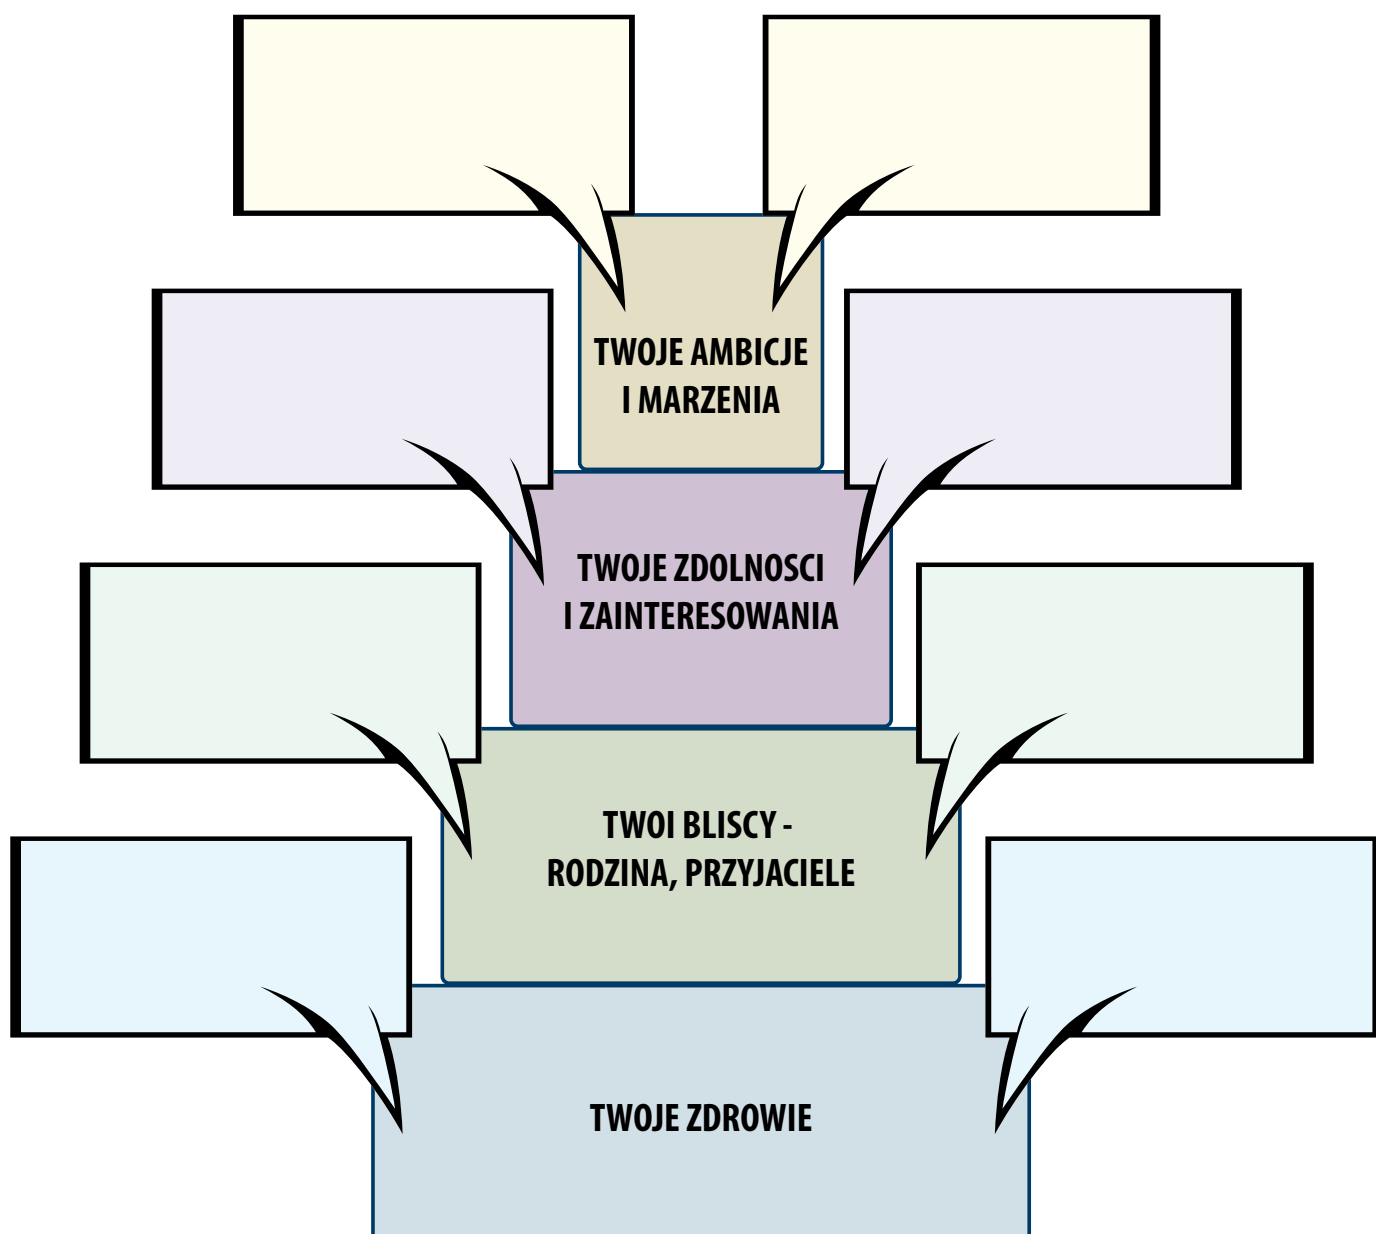 TWOJE AMBICJE
I MARZENIA
TWOJE ZDOLNOSCI
I ZAINTERESOWANIA
TWOI BLISCY -
RODZINA, PRZYJACIELE
TWOJE ZDROWIE